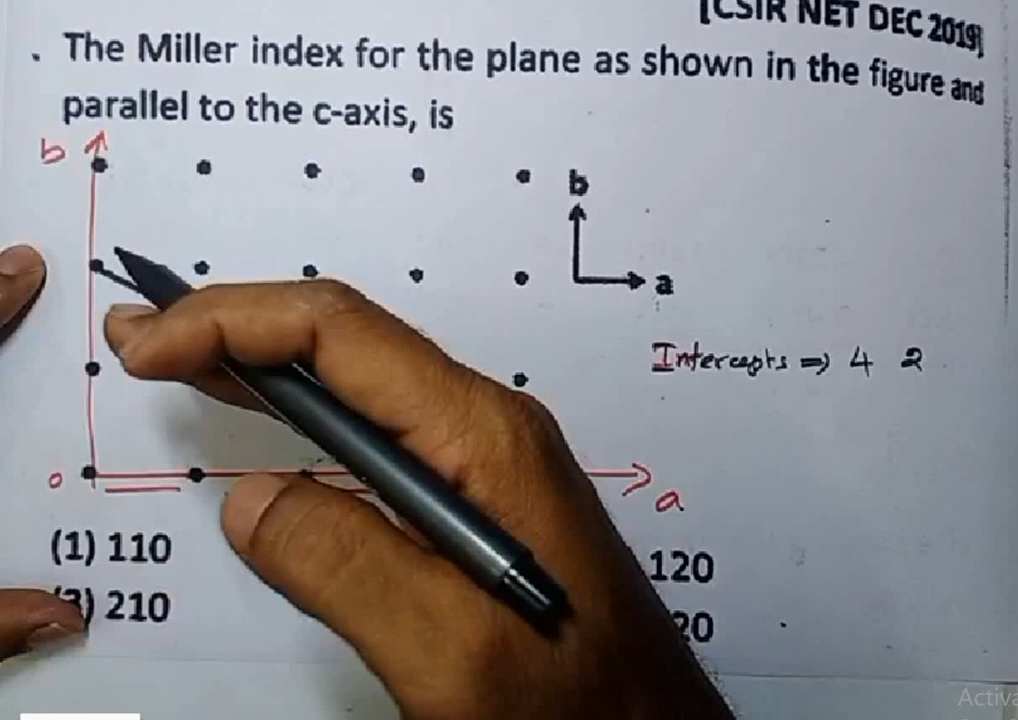 [CSIR NET DEC 2019]
. The Miller index for the plane as shown in the figure and
parallel to the c-axis, is
b
b
a
Intercepts => 4 2
o
a
(1) 110
120
210
20